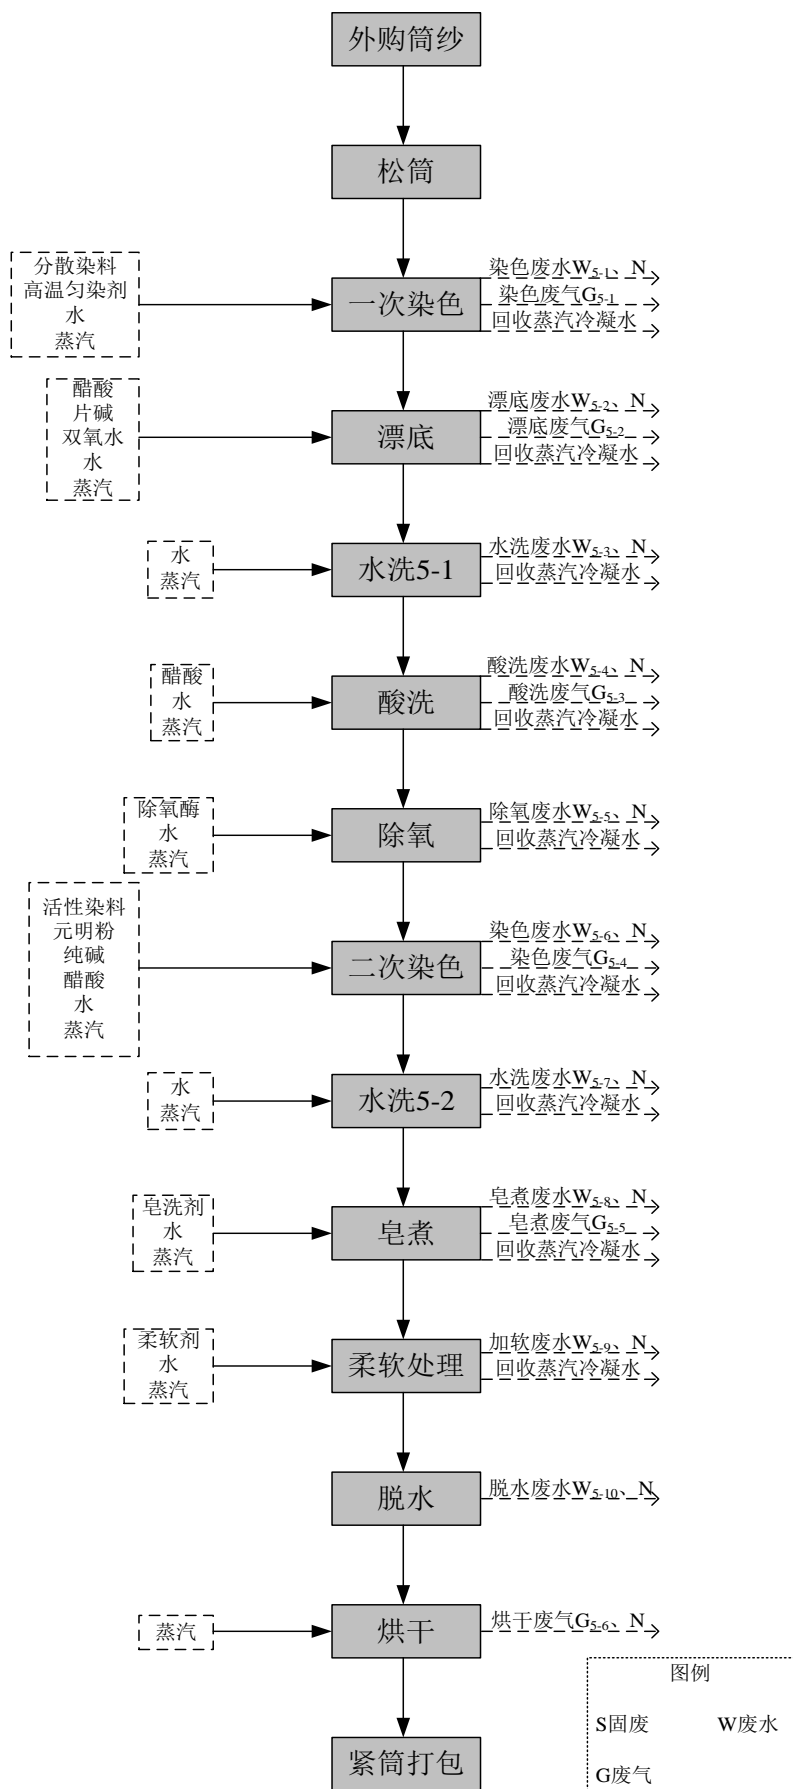 外购筒纱
松筒
分散染料
高温匀染剂
水
蒸汽
一次染色
染色废水W5-1、N
染色废气G5-1
回收蒸汽冷凝水
醋酸
片碱
双氧水
水
蒸汽
漂底
漂底废水W5-2、N
漂底废气G5-2
回收蒸汽冷凝水
水
蒸汽
水洗5-1
水洗废水W5-3、N
回收蒸汽冷凝水
醋酸
水
蒸汽
酸洗
酸洗废水W5-4、N
酸洗废气G5-3
回收蒸汽冷凝水
除氧酶
水
蒸汽
除氧
除氧废水W5-5、N
回收蒸汽冷凝水
活性染料
元明粉
纯碱
醋酸
水
蒸汽
二次染色
染色废水W5-6、N
染色废气G5-4
回收蒸汽冷凝水
水
蒸汽
水洗5-2
水洗废水W5-7、N
回收蒸汽冷凝水
皂洗剂
水
蒸汽
皂煮
皂煮废水W5-8、N
皂煮废气G5-5
回收蒸汽冷凝水
柔软剂
水
蒸汽
柔软处理
加软废水W5-9、N
回收蒸汽冷凝水
脱水
脱水废水W5-10、N
蒸汽
烘干
烘干废气G5-6、N
紧筒打包
图例
S固废 W废水
G废气